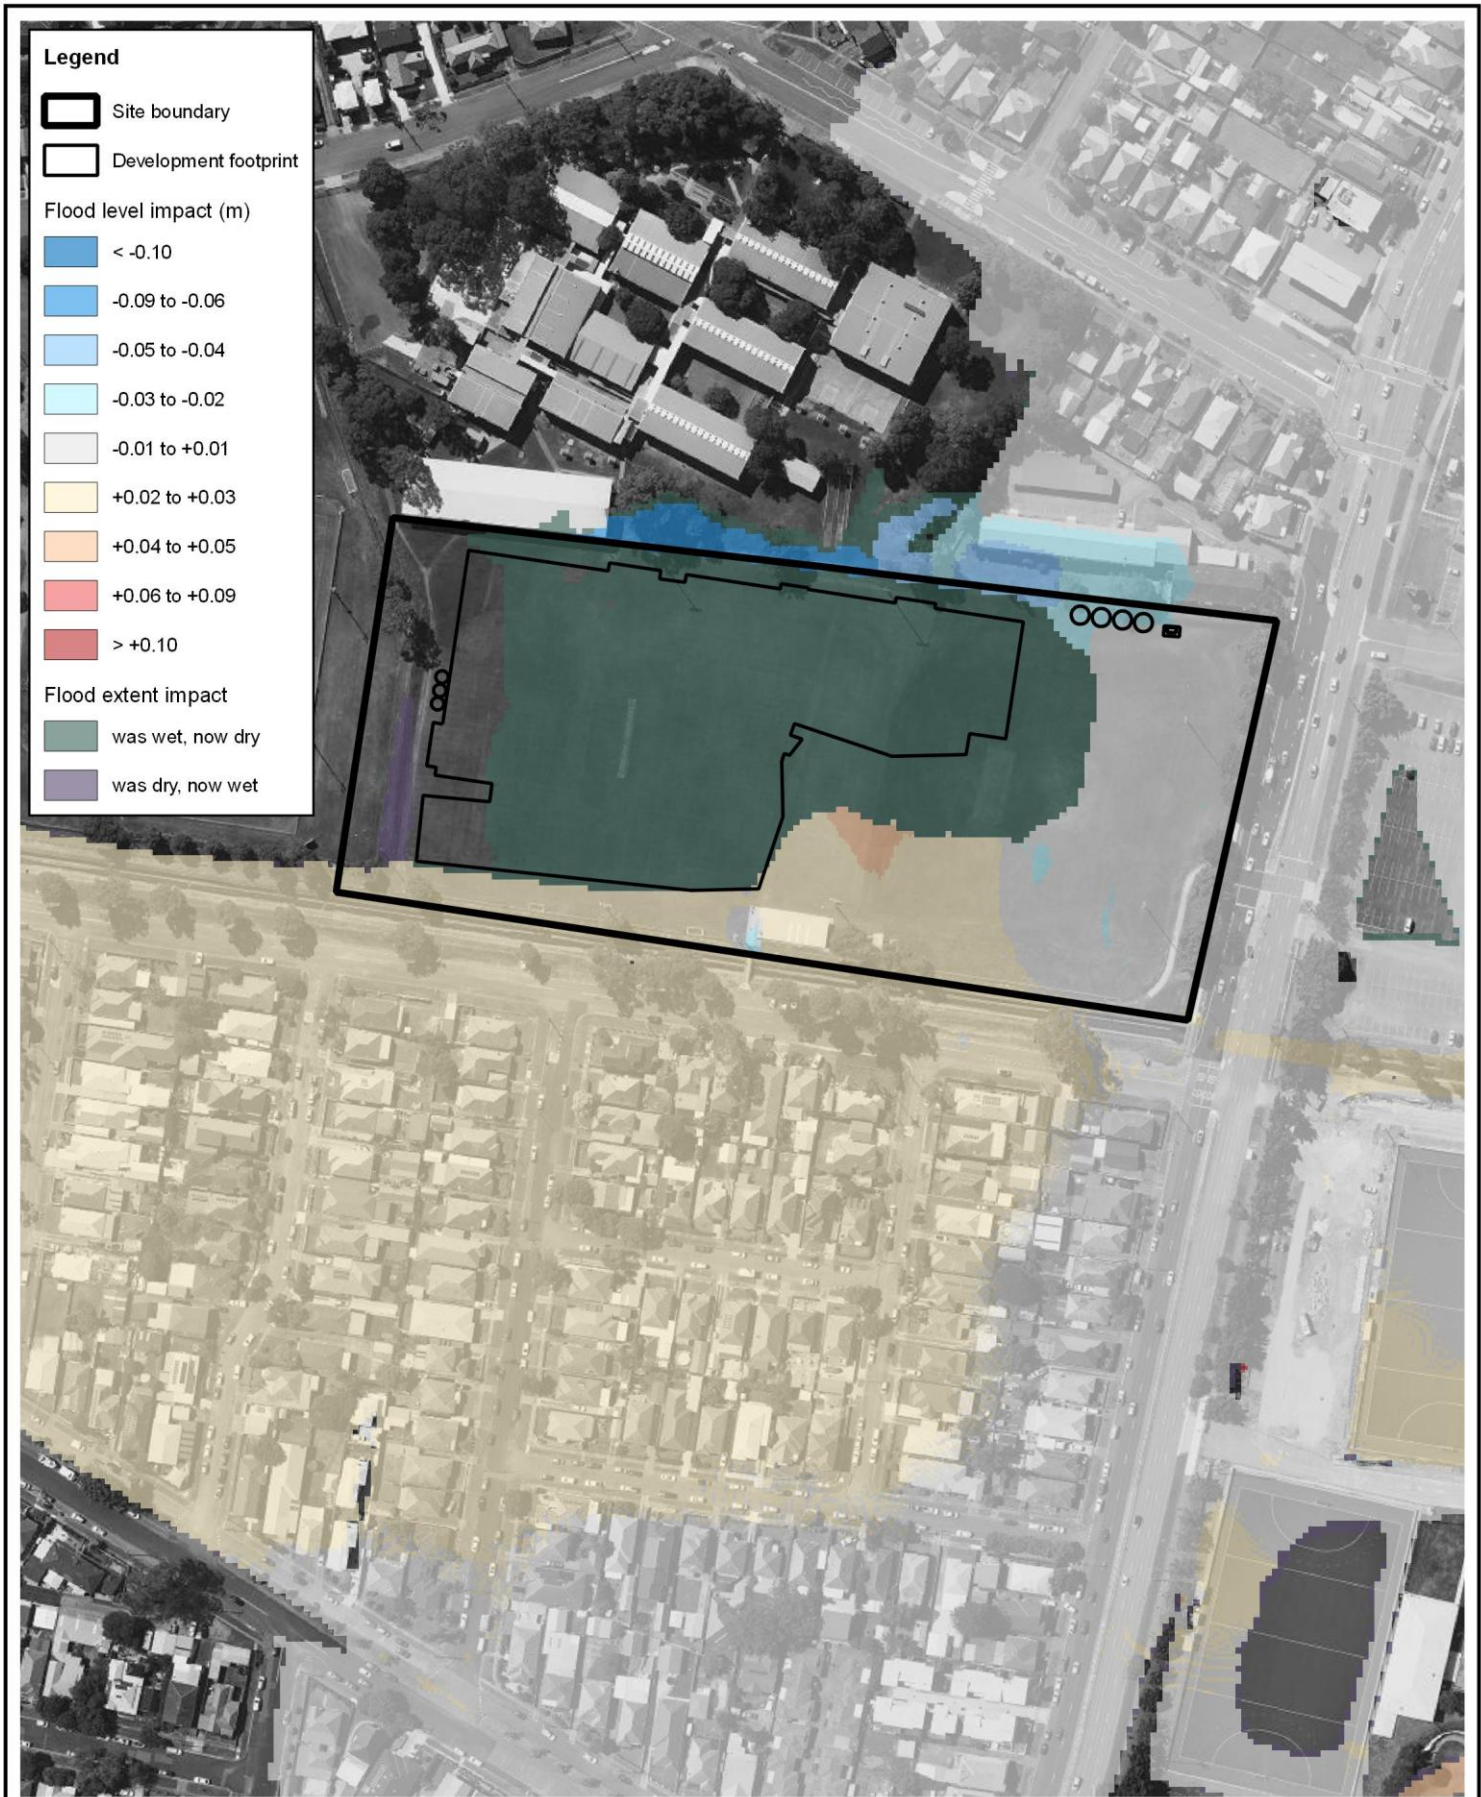 Legend
Site boundary
Development footprint
Flood level impact (m)
< -0.10
-0.09 to -0.06
-0.05 to -0.04
-0.03 to -0.02
-0.01 to +0.01
+0.02 to +0.03
+0.04 to +0.05
+0.06 to +0.09
> +0.10
Flood extent impact
was wet, now dry
was dry, now wet